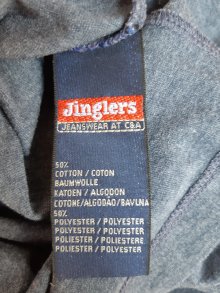 Jinglers
JEANSWEAR AT C&A
50%
COTTON / COTON
BAUMWOLLE
KATOEN / ALGODON
COTONE/ALGODÃO/BAVLNA
50%
POLYESTER / POLYESTER
POLYESTER / POLYESTER
POLIESTER / POLIESTERE
POLIESTER / POLYESTER